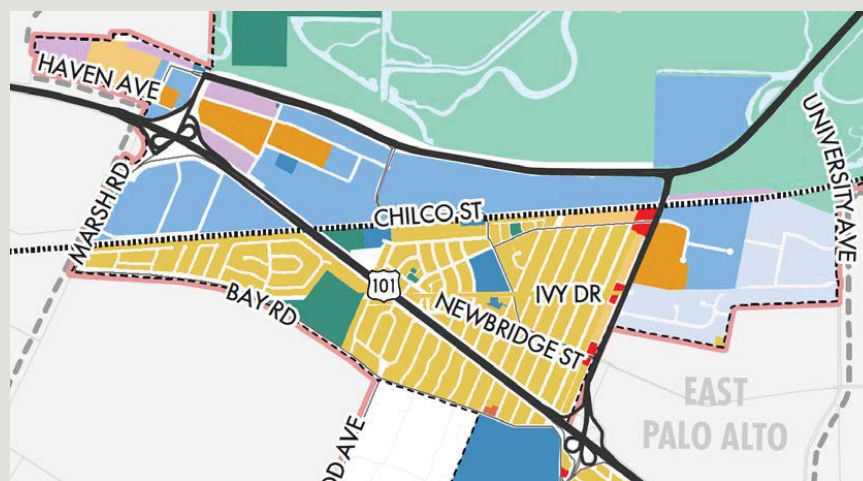 HAVEN AVE
MARSH RD
UNIVERSITY AVE
CHILCO ST
101
BAY RD
NEWBRIDGE ST
IVY DR
EAST
PALO ALTO
OD AVE